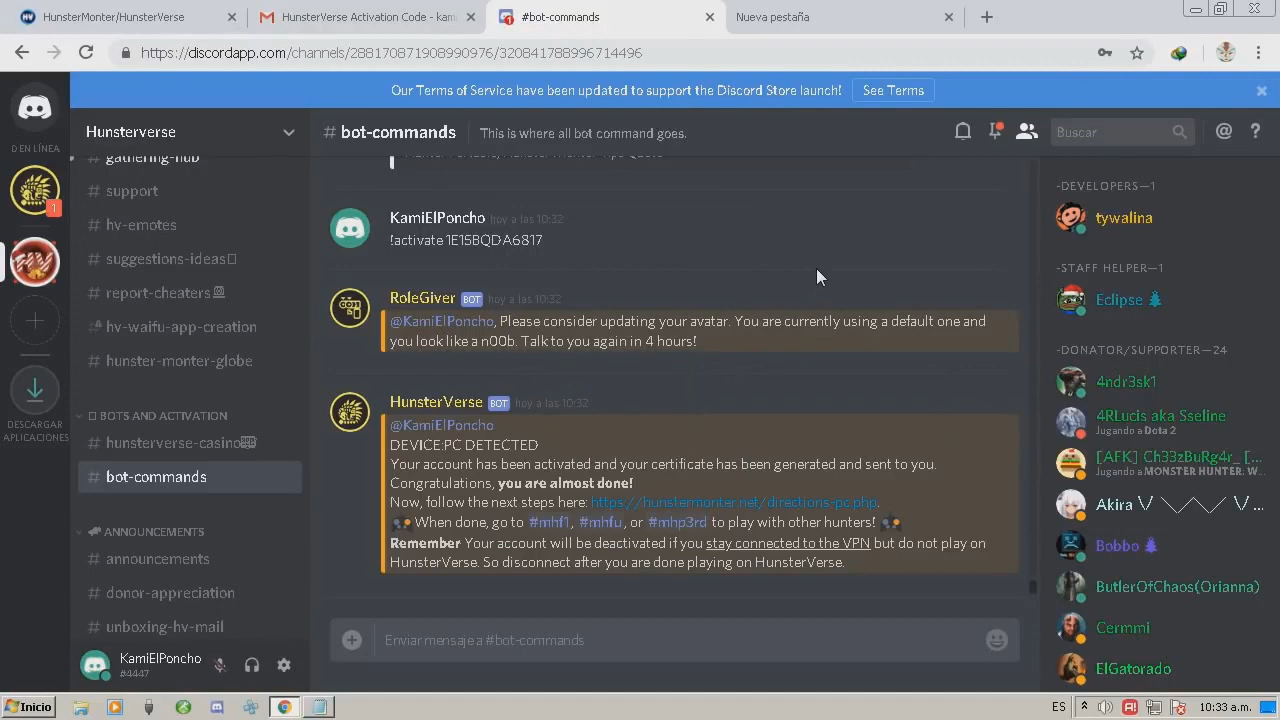 HunsterMonter/HunsterVerse
HunsterVerse Activation Code - kam
#bot-commands
Nueva pestaña
https://discordapp.com/channels/288170871908990976/320841788996714496
Our Terms of Service have been updated to support the Discord Store launch!
See Terms
Hunsterverse
# bot-commands
This is where all bot command goes.
Buscar
0 EN LÍNEA
1
DESCARGAR
APLICACIONES
gathering-hub
# support
# hv-emotes
# suggestions-ideas
# report-cheaters
hv-waifu-app-creation
# hunster-monter-globe
BOTS AND ACTIVATION
# hunsterverse-casino
# bot-commands
ANNOUNCEMENTS
# announcements
# donor-appreciation
# unboxing-hv-mail
KamiElPoncho
#4447
KamiElPoncho hoy a las 10:32
!activate 1E15BQDA6817
RoleGiver BOT hoy a las 10:32
@KamiElPoncho, Please consider updating your avatar. You are currently using a default one and
you look like a n00b. Talk to you again in 4 hours!
HunsterVerse BOT hoy a las 10:32
@KamiElPoncho
DEVICE:PC DETECTED
Your account has been activated and your certificate has been generated and sent to you.
Congratulations, you are almost done!
Now, follow the next steps here: https://hunstermonter.net/directions-pc.php.
When done, go to #mhf1, #mhfu, or #mhp3rd to play with other hunters!
Remember Your account will be deactivated if you stay connected to the VPN but do not play on
HunsterVerse. So disconnect after you are done playing on HunsterVerse.
Enviar mensaje a #bot-commands
-DEVELOPERS—1
tywalina
-STAFF HELPER—1
Eclipse
-DONATOR/SUPPORTER—24
4ndr3sk1
4RLucis aka Sseline
Jugando a Dota 2
[AFK] Ch33zBuRg4r_ [...
Jugando a MONSTER HUNTER: W...
Akira
Bobbo
ButlerOfChaos(Orianna)
Cermmi
ElGatorado
Inicio
ES
10:33 a.m.